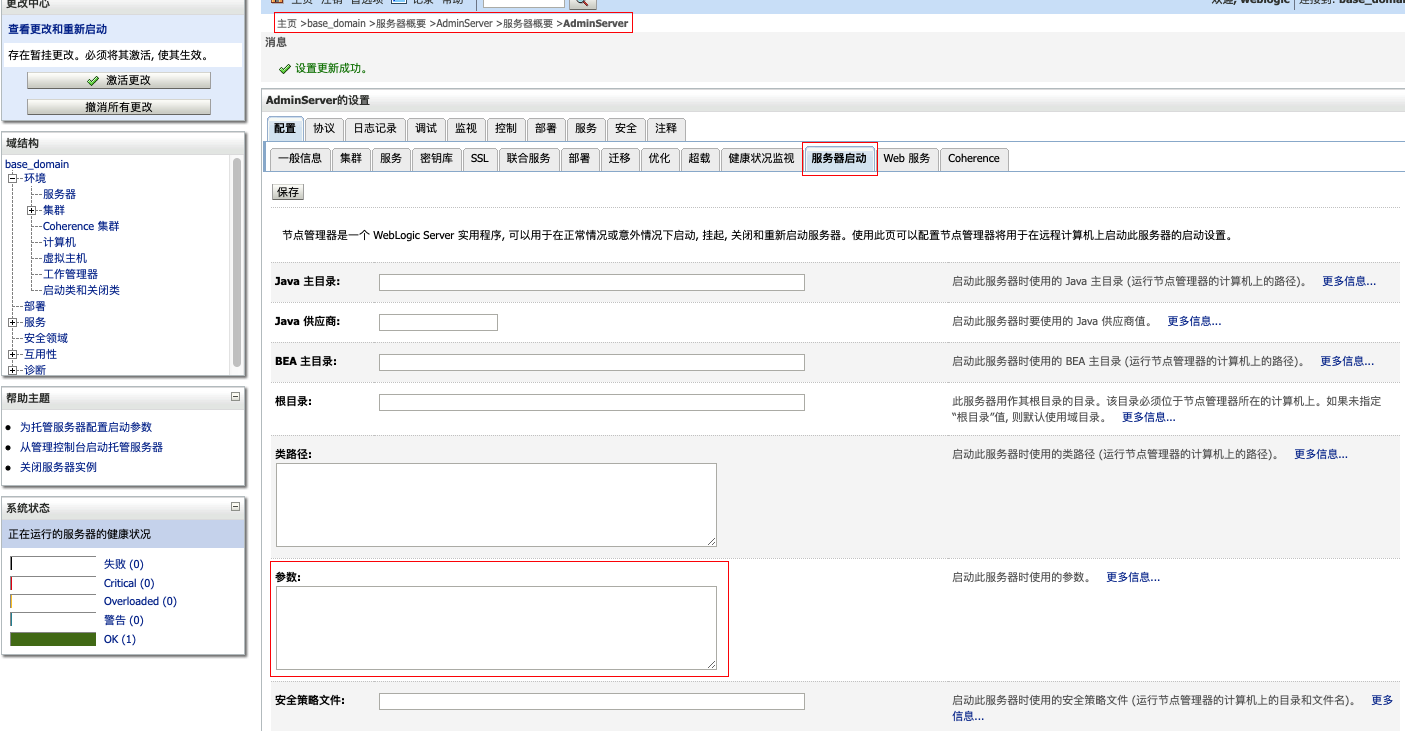 更改中心
查看更改和重新启动
存在暂挂更改。必须将其激活, 使其生效。
激活更改
撤消所有更改
域结构
base_domain
环境
服务器
集群
Coherence 集群
计算机
虚拟主机
工作管理器
启动类和关闭类
部署
服务
安全领域
互用性
诊断
帮助主题
为托管服务器配置启动参数
从管理控制台启动托管服务器
关闭服务器实例
系统状态
正在运行的服务器的健康状况
失败 (0)
Critical (0)
Overloaded (0)
警告 (0)
OK (1)
主页 注销 首选项 记录 帮助
欢迎, weblogic 连接到: base_domain
主页 >base_domain >服务器概要 >AdminServer >服务器概要 >AdminServer
消息
设置更新成功。
AdminServer的设置
配置 协议 日志记录 调试 监视 控制 部署 服务 安全 注释
一般信息 集群 服务 密钥库 SSL 联合服务 部署 迁移 优化 超载 健康状况监视 服务器启动 Web 服务 Coherence
保存
节点管理器是一个 WebLogic Server 实用程序, 可以用于在正常情况或意外情况下启动, 挂起, 关闭和重新启动服务器。使用此页可以配置节点管理器将用于在远程计算机上启动此服务器的启动设置。
Java 主目录: 启动此服务器时使用的 Java 主目录 (运行节点管理器的计算机上的路径)。 更多信息...
Java 供应商: 启动此服务器时要使用的 Java 供应商值。 更多信息...
BEA 主目录: 启动此服务器时使用的 BEA 主目录 (运行节点管理器的计算机上的路径)。 更多信息...
根目录: 此服务器用作其根目录的目录。该目录必须位于节点管理器所在的计算机上。如果未指定
“根目录”值, 则默认使用域目录。 更多信息...
类路径: 启动此服务器时使用的类路径 (运行节点管理器的计算机上的路径)。 更多信息...
参数: 启动此服务器时使用的参数。 更多信息...
安全策略文件: 启动此服务器时使用的安全策略文件 (运行节点管理器的计算机上的目录和文件名)。 更多
信息...